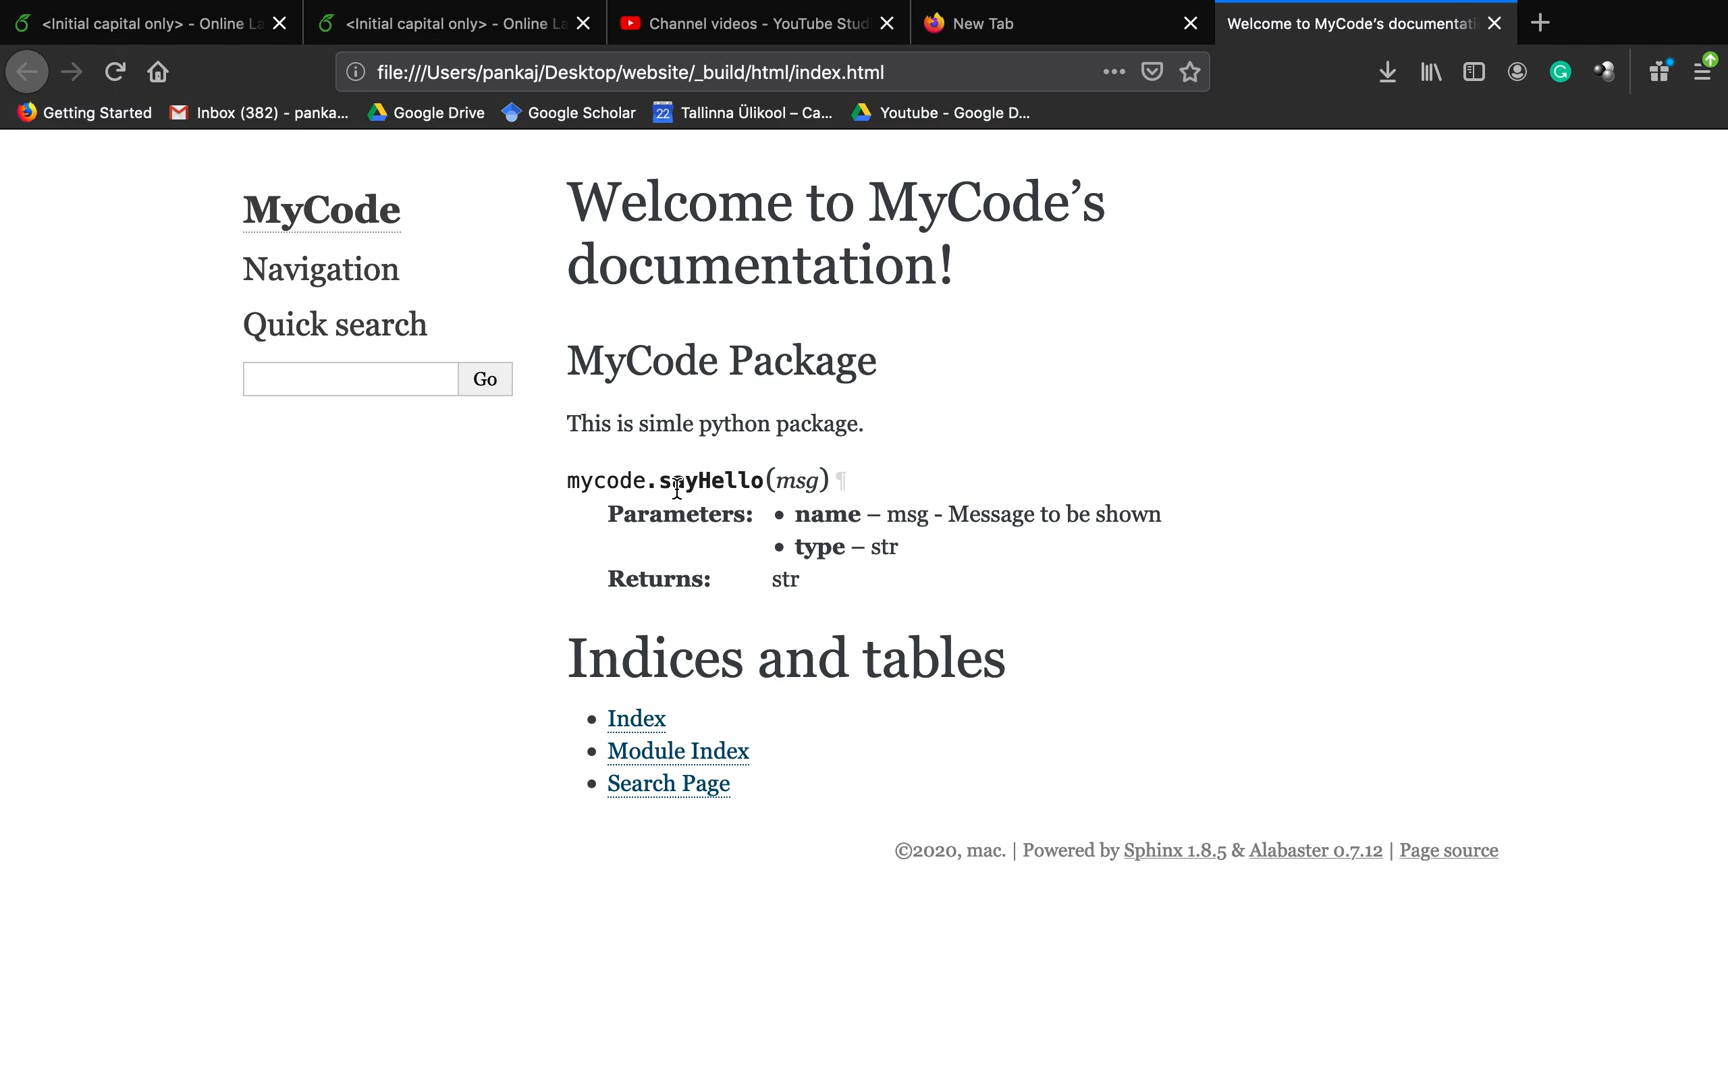 <Initial capital only> - Online La
<Initial capital only> - Online La
Channel videos - YouTube Stud
New Tab
Welcome to MyCode's documentati
file:///Users/pankaj/Desktop/website/_build/html/index.html
Getting Started
Inbox (382) - panka...
Google Drive
Google Scholar
22
Tallinna Ülikool – Ca...
Youtube - Google D...
MyCode
Navigation
Quick search
Go
Welcome to MyCode’s
documentation!
MyCode Package
This is simle python package.
mycode.sayHello(msg) ¶
Parameters: • name – msg - Message to be shown
• type – str
Returns: str
Indices and tables
• Index
• Module Index
• Search Page
©2020, mac. | Powered by Sphinx 1.8.5 & Alabaster 0.7.12 | Page source